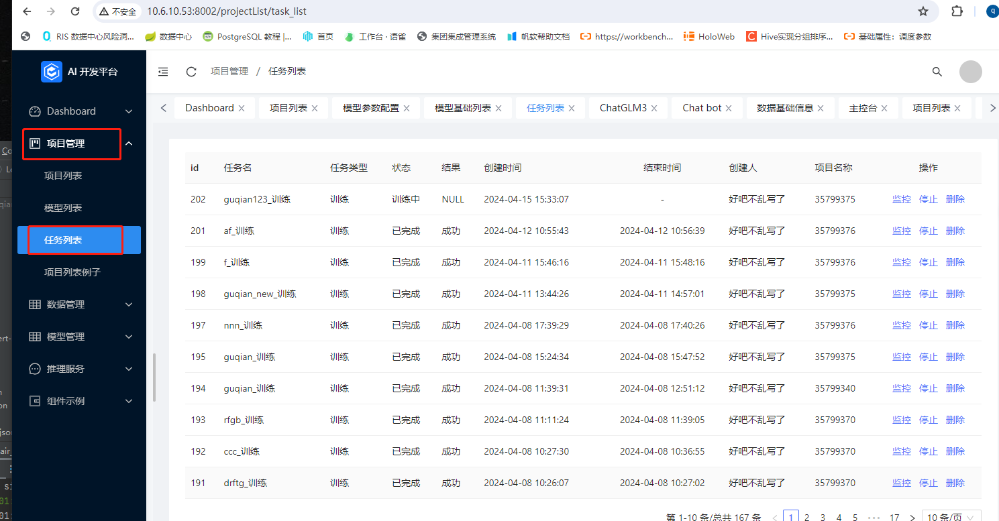 不安全 10.6.10.53:8002/projectList/task_list q
RIS 数据中心风险洞... 数据中心 PostgreSQL 教程 |... 首页 工作台 · 语雀 集团集成管理系统 帆软帮助文档 https://workbench... HoloWeb Hive实现分组排序... 基础属性：调度参数
AI 开发平台
项目管理 / 任务列表
Dashboard
项目管理
项目列表
模型列表
任务列表
项目列表例子
数据管理
模型管理
推理服务
组件示例
Dashboard 项目列表 模型参数配置 模型基础列表 任务列表 ChatGLM3 Chat bot 数据基础信息 主控台 项目列表
id 任务名 任务类型 状态 结果 创建时间 结束时间 创建人 项目名称 操作
202 guqian123_训练 训练 训练中 NULL 2024-04-15 15:33:07 - 好吧不乱写了 35799375 监控 停止 删除
201 af_训练 训练 已完成 成功 2024-04-12 10:55:43 2024-04-12 10:56:39 好吧不乱写了 35799376 监控 停止 删除
199 f_训练 训练 已完成 成功 2024-04-11 15:46:16 2024-04-11 15:48:16 好吧不乱写了 35799376 监控 停止 删除
198 guqian_new_训练 训练 已完成 成功 2024-04-11 13:44:26 2024-04-11 14:57:01 好吧不乱写了 35799375 监控 停止 删除
197 nnn_训练 训练 已完成 成功 2024-04-08 17:39:29 2024-04-08 17:40:26 好吧不乱写了 35799376 监控 停止 删除
195 guqian_训练 训练 已完成 成功 2024-04-08 15:24:34 2024-04-08 15:47:52 好吧不乱写了 35799375 监控 停止 删除
194 guqian_训练 训练 已完成 成功 2024-04-08 11:39:31 2024-04-08 12:51:12 好吧不乱写了 35799340 监控 停止 删除
193 rfgb_训练 训练 已完成 成功 2024-04-08 11:11:24 2024-04-08 11:39:05 好吧不乱写了 35799370 监控 停止 删除
192 ccc_训练 训练 已完成 成功 2024-04-08 10:27:30 2024-04-08 10:36:55 好吧不乱写了 35799370 监控 停止 删除
191 drftg_训练 训练 已完成 成功 2024-04-08 10:26:07 2024-04-08 10:27:02 好吧不乱写了 35799370 监控 停止 删除
第 1-10 条/总共 167 条 1 2 3 4 5 ••• 17 10 条/页